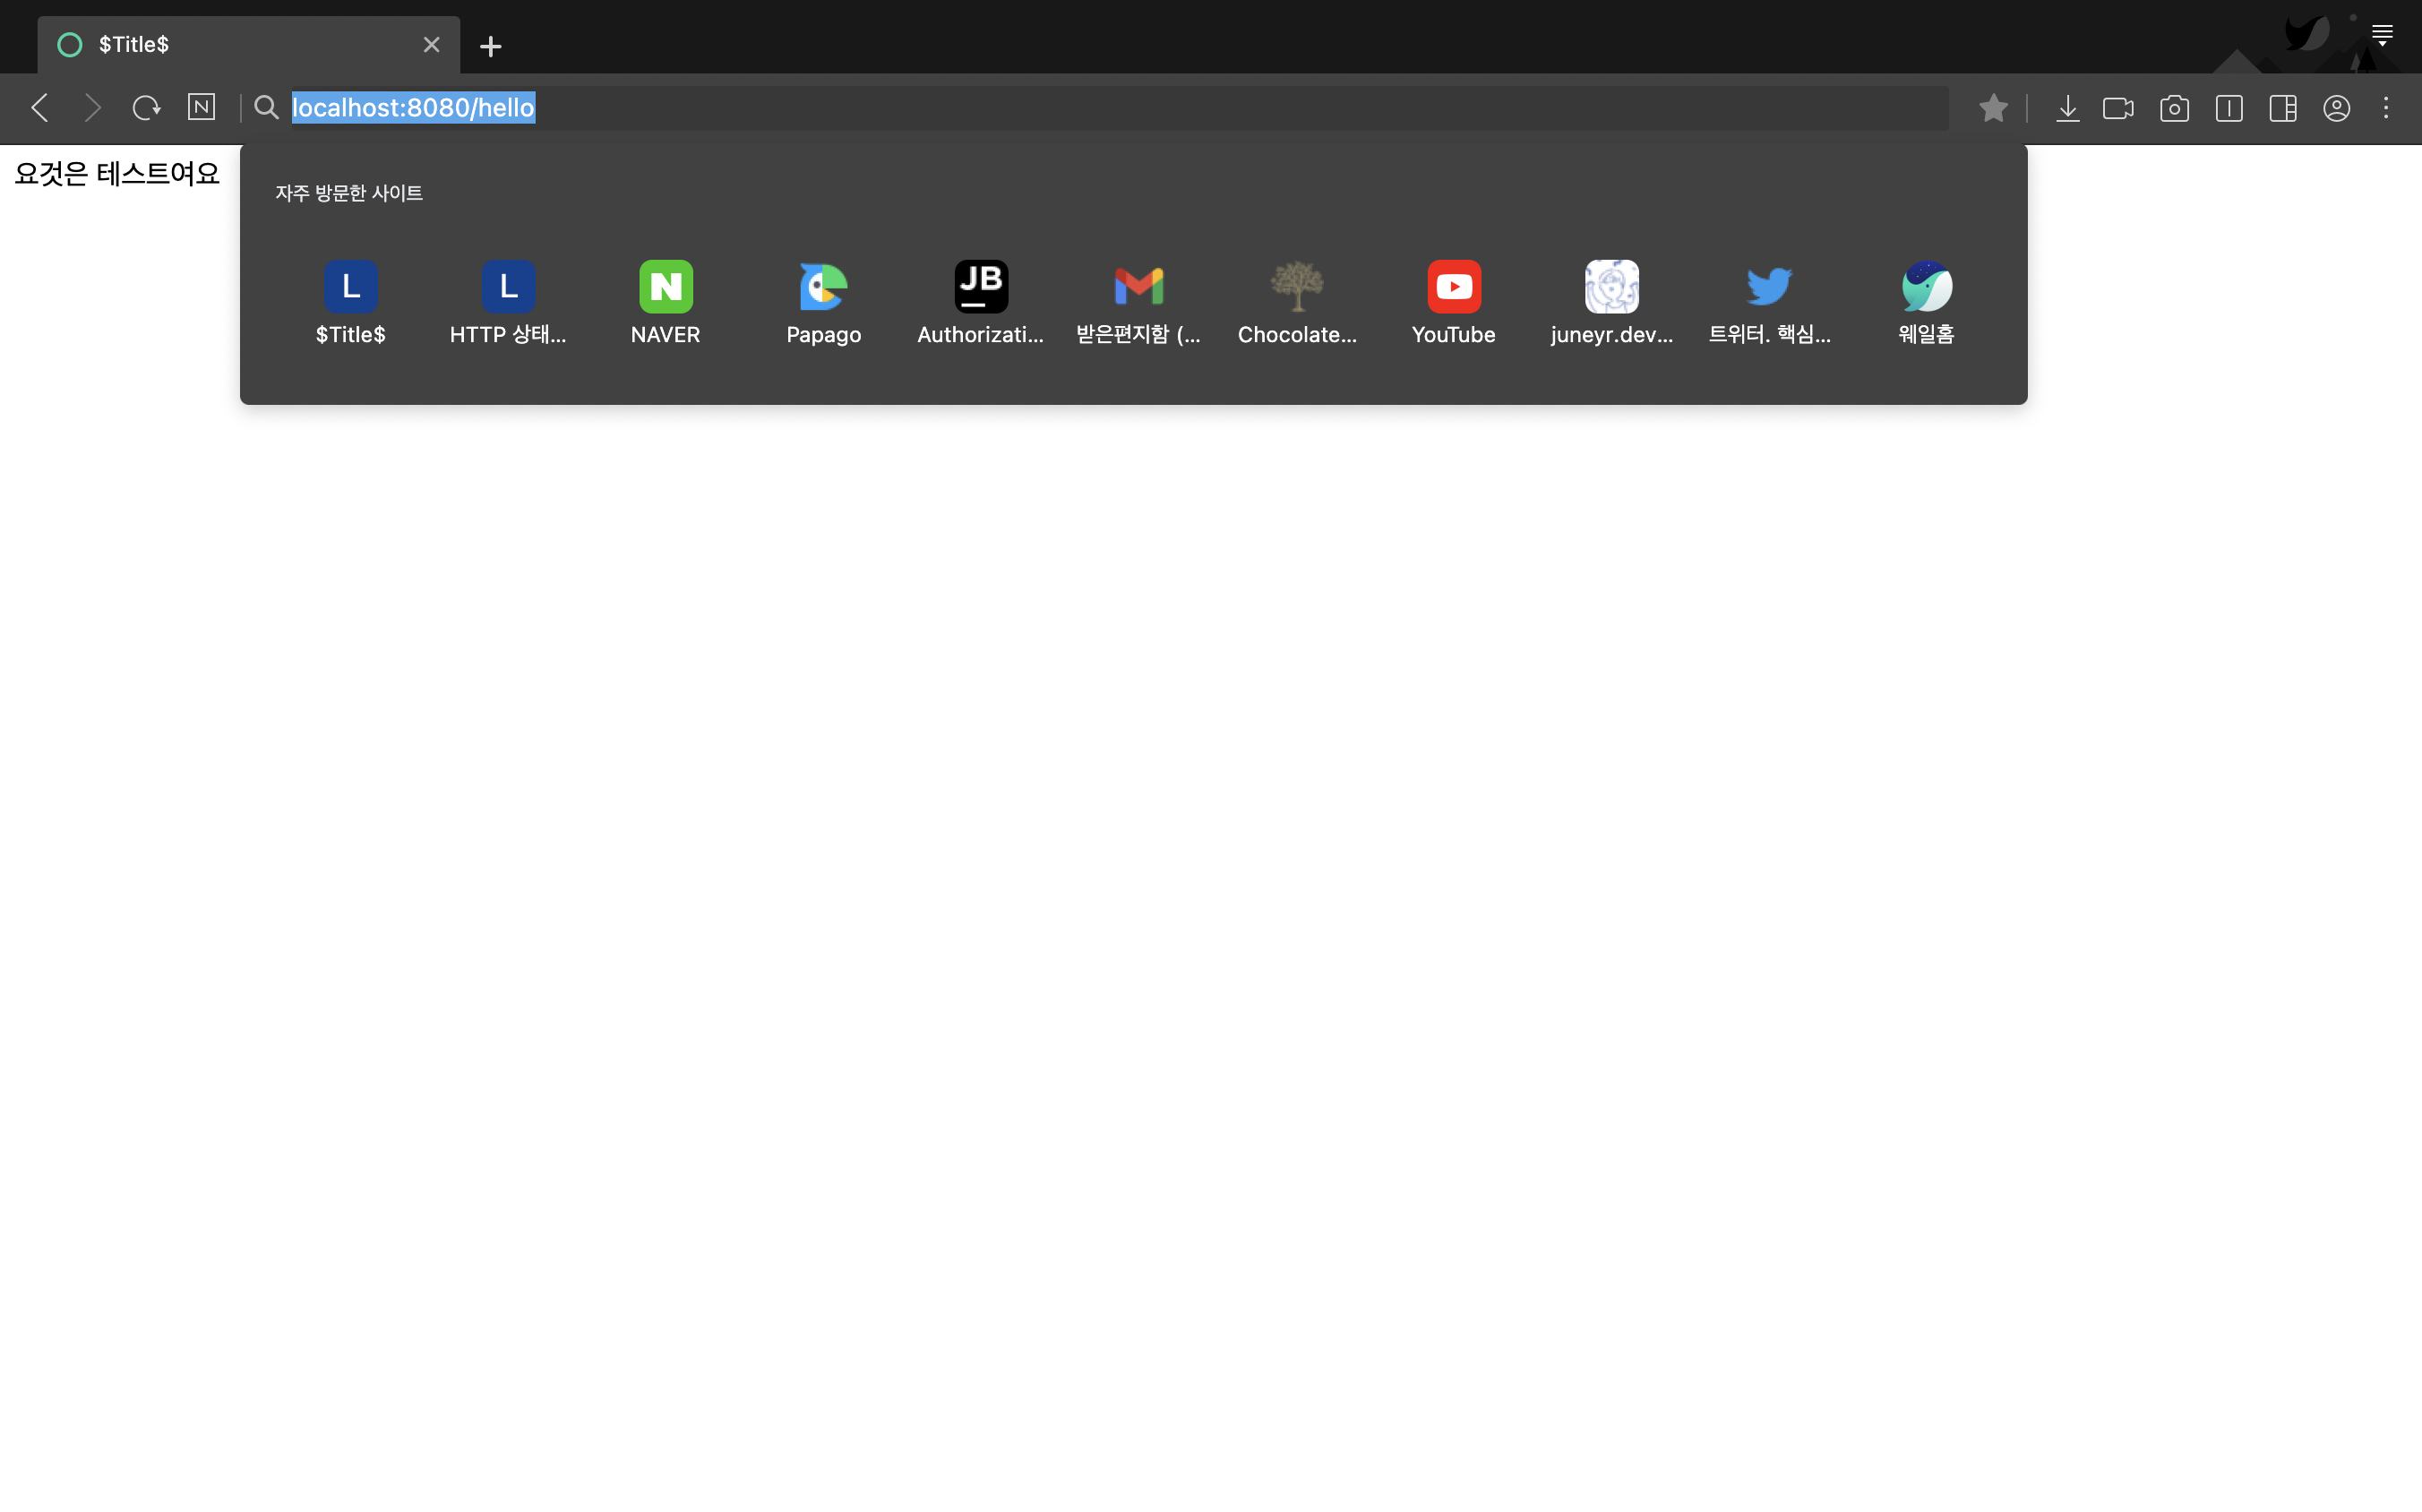 $Title$
N
localhost:8080/hello
요것은 테스트여요
자주 방문한 사이트
L L N JB
$Title$ HTTP 상태... NAVER Papago Authorizati... 받은편지함 (... Chocolate... YouTube juneyr.dev... 트위터. 핵심... 웨일홈